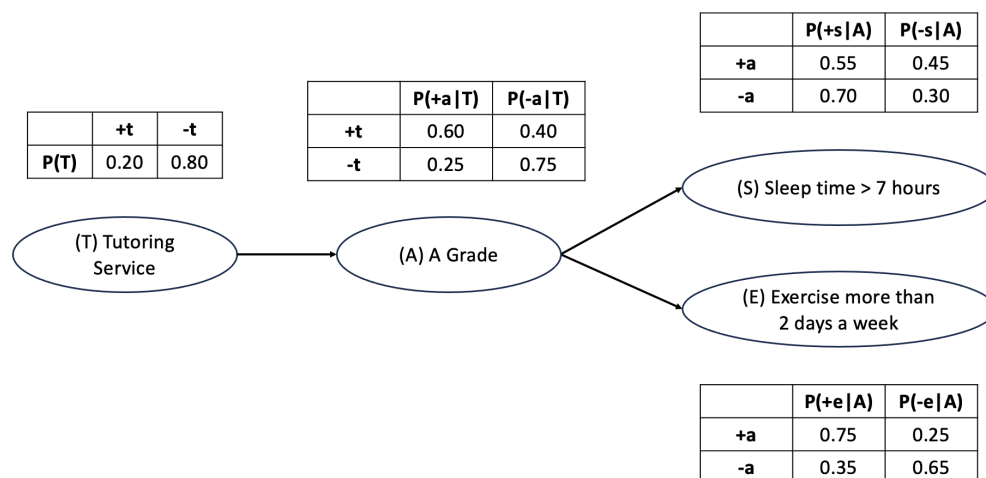 P(+s|A) P(-s|A)
+a 0.55 0.45
-a 0.70 0.30
P(+a|T) P(-a|T)
+t 0.60 0.40
-t 0.25 0.75
+t -t
P(T) 0.20 0.80
(S) Sleep time > 7 hours
(T) Tutoring
Service
(A) A Grade
(E) Exercise more than
2 days a week
P(+e|A) P(-e|A)
+a 0.75 0.25
-a 0.35 0.65